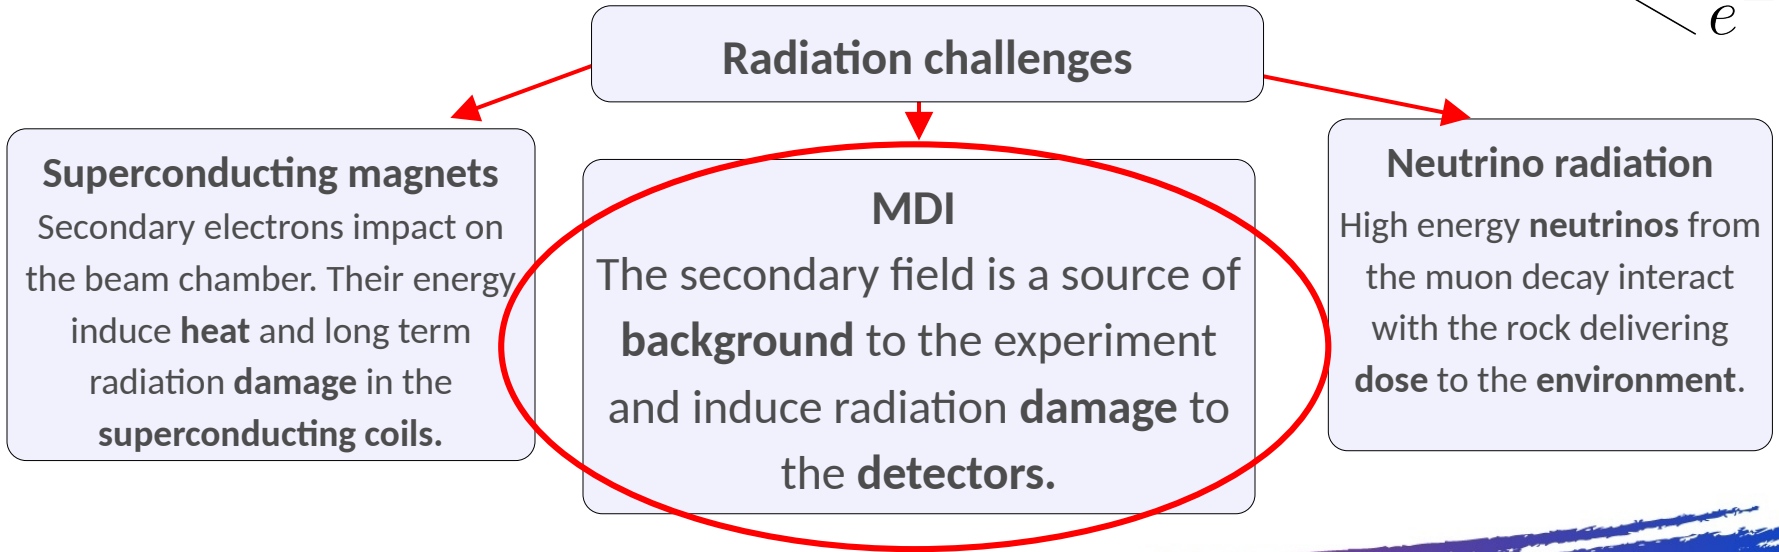 e
Radiation challenges
Superconducting magnets
Secondary electrons impact on
the beam chamber. Their energy
induce heat and long term
radiation damage in the
superconducting coils.
MDI
The secondary field is a source of
background to the experiment
and induce radiation damage to
the detectors.
Neutrino radiation
High energy neutrinos from
the muon decay interact
with the rock delivering
dose to the environment.